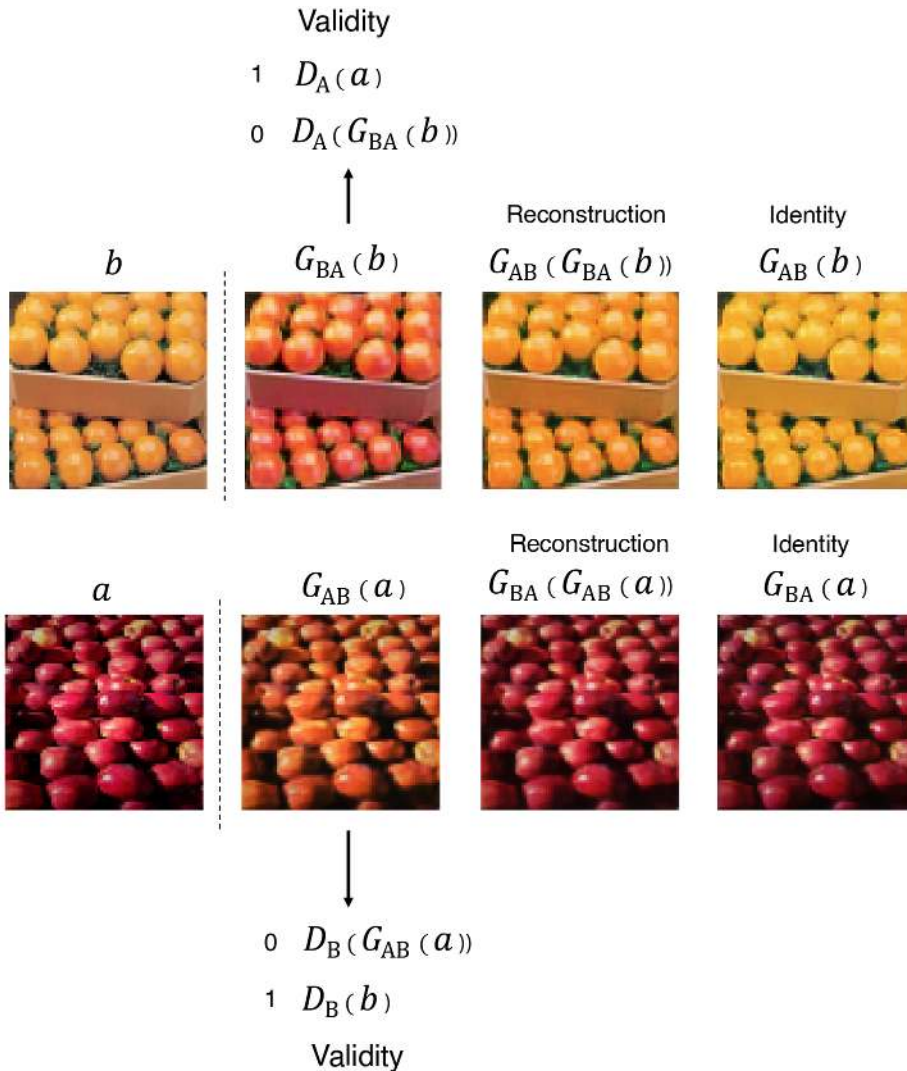 Validity
1 D_A(a)
0 D_A(G_BA(b))
Reconstruction Identity
b G_BA(b) G_AB(G_BA(b)) G_AB(b)
Reconstruction Identity
a G_AB(a) G_BA(G_AB(a)) G_BA(a)
0 D_B(G_AB(a))
1 D_B(b)
Validity